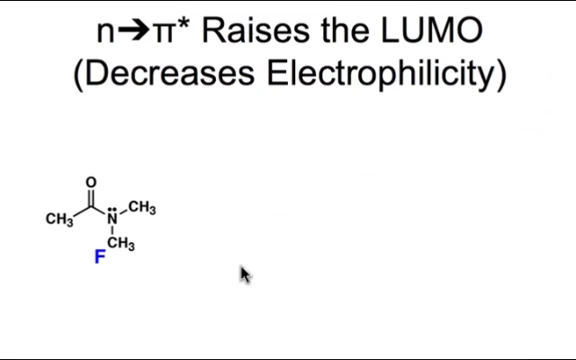 n→π* Raises the LUMO
(Decreases Electrophilicity)
O
CH3 N CH3
CH3
F